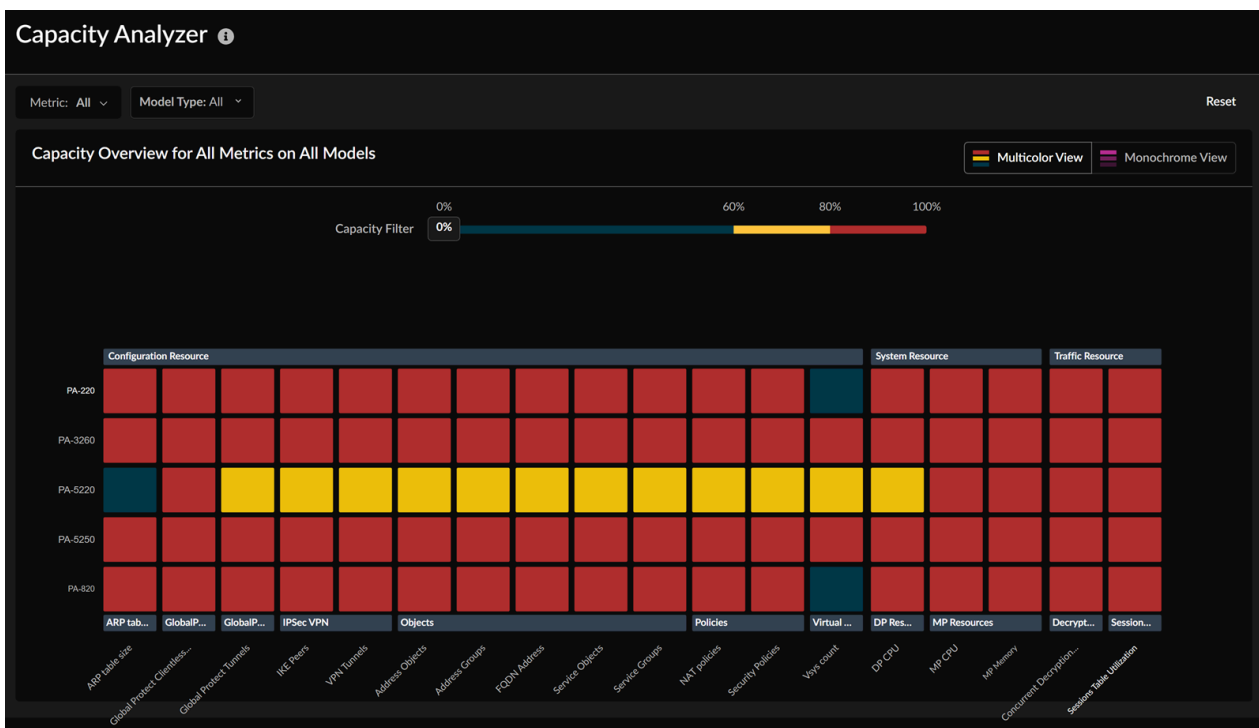 Capacity Analyzer
Metric: All
Model Type: All
Reset
Capacity Overview for All Metrics on All Models
Multicolor View
Monochrome View
0% 60% 80% 100%
Capacity Filter 0%
Configuration Resource System Resource Traffic Resource
PA-220
PA-3260
PA-5220
PA-5250
PA-820
ARP tab... GlobalP... GlobalP... IPSec VPN Objects Policies Virtual ... DP Res... MP Resources Decrypt... Session...
ARP table size
Global Protect Clientless...
Global Protect Tunnels
IKE Peers
VPN Tunnels
Address Objects
Address Groups
FQDN Address
Service Objects
Service Groups
NAT policies
Security Policies
Vsys count
DP CPU
MP CPU
MP Memory
Concurrent Decryption...
Sessions Table Utilization